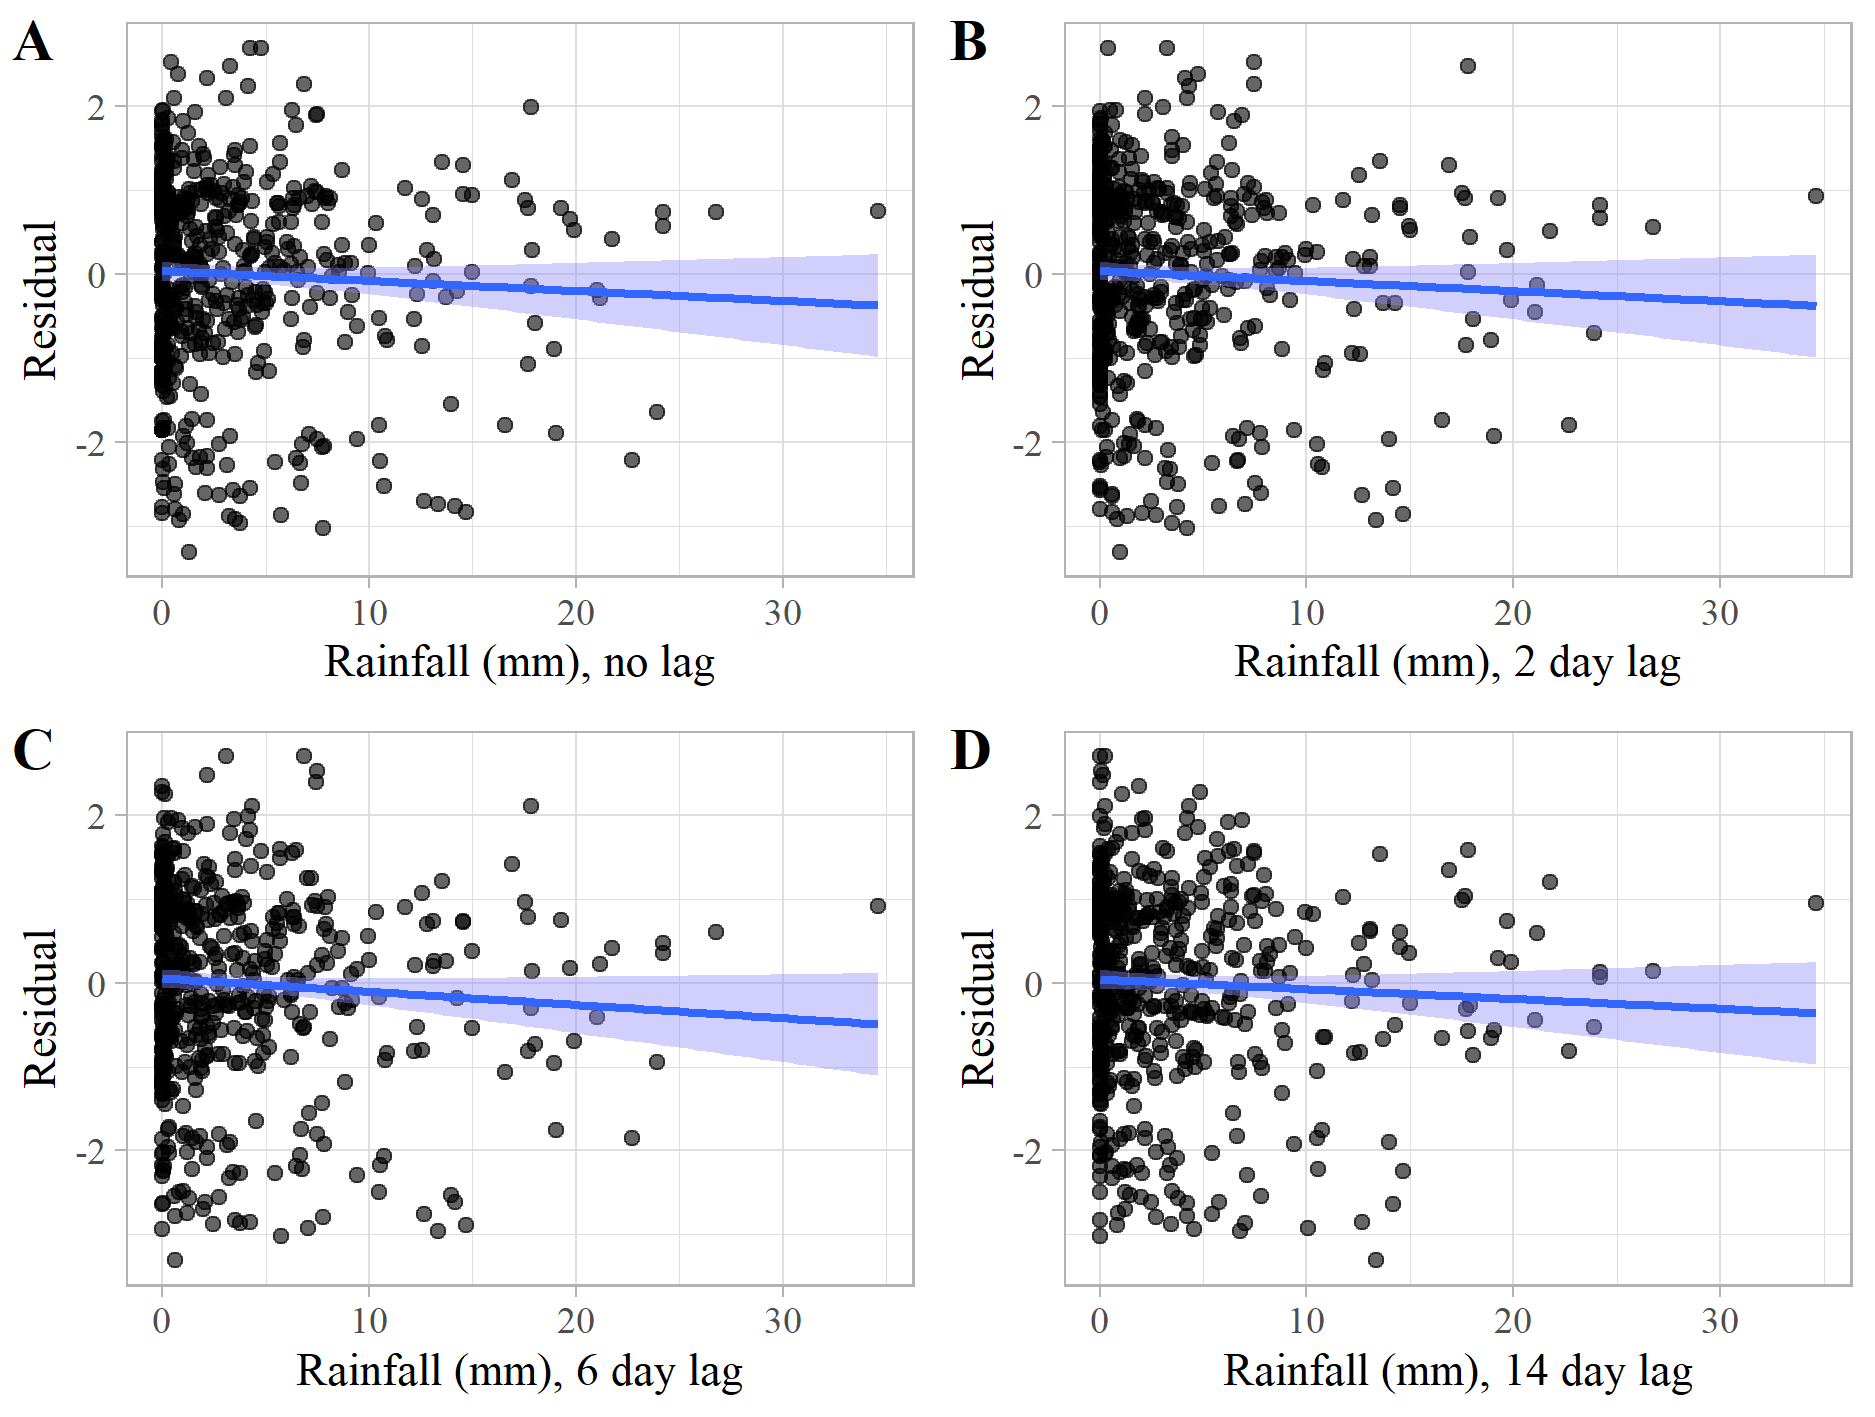 A
B
2
0
-2
Residual
0 10 20 30
Rainfall (mm), no lag
2
0
-2
Residual
0 10 20 30
Rainfall (mm), 2 day lag
C
D
2
0
-2
Residual
0 10 20 30
Rainfall (mm), 6 day lag
2
0
-2
Residual
0 10 20 30
Rainfall (mm), 14 day lag